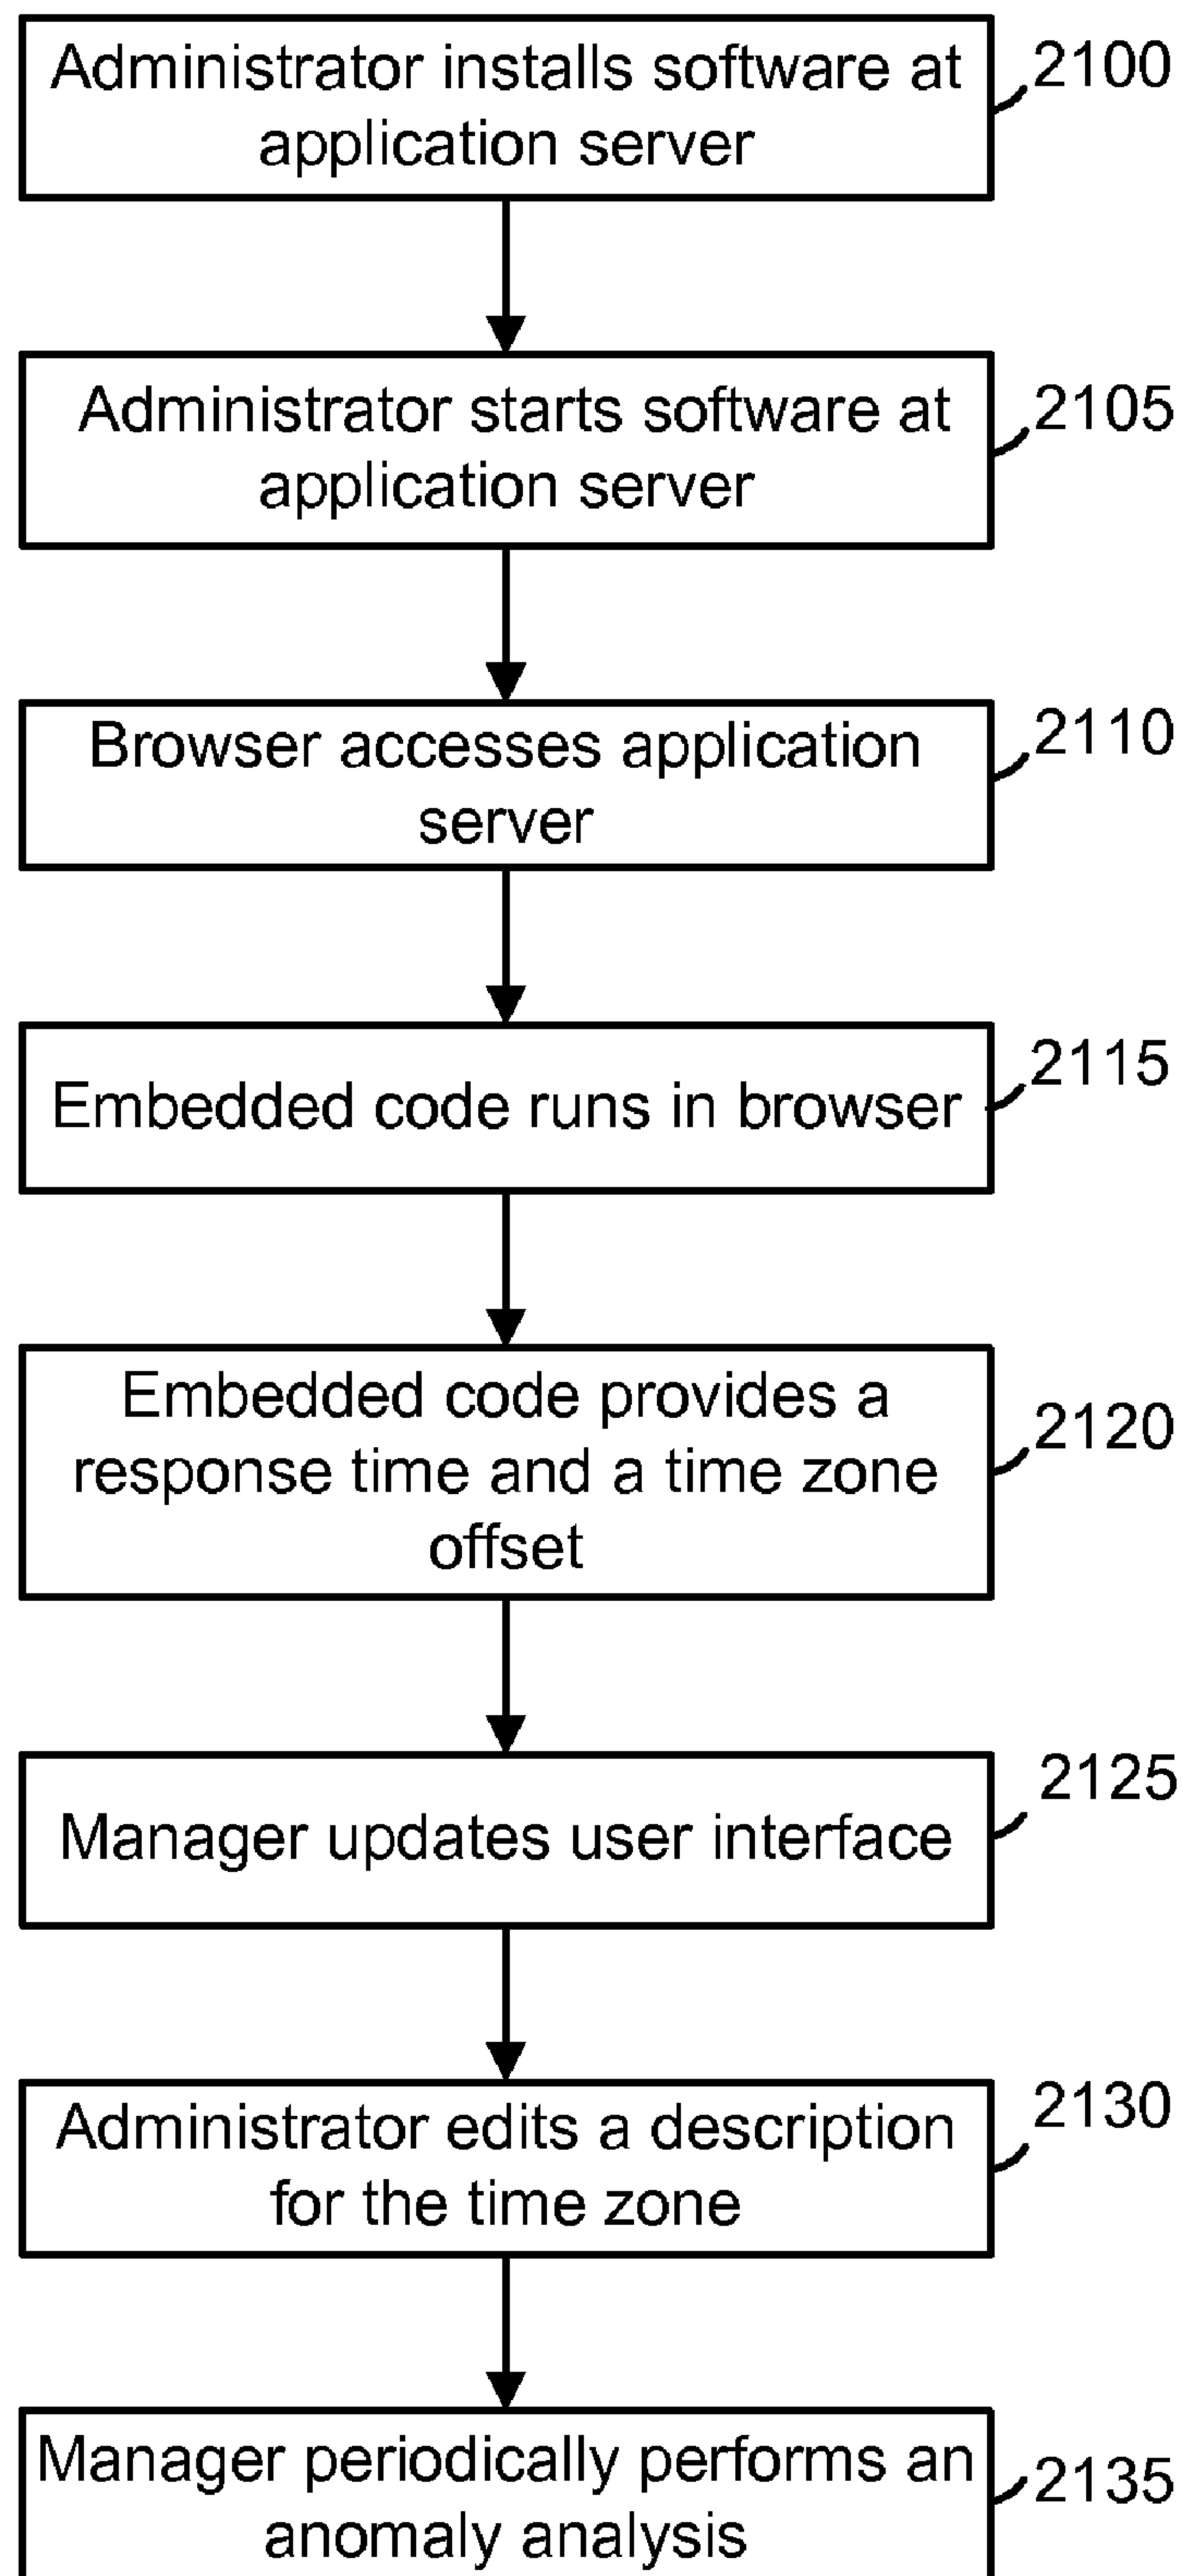 Administrator installs software at
application server
2100
Administrator starts software at
application server
2105
Browser accesses application
server
2110
Embedded code runs in browser
2115
Embedded code provides a
response time and a time zone
offset
2120
Manager updates user interface
2125
Administrator edits a description
for the time zone
2130
Manager periodically performs an
anomaly analysis
2135